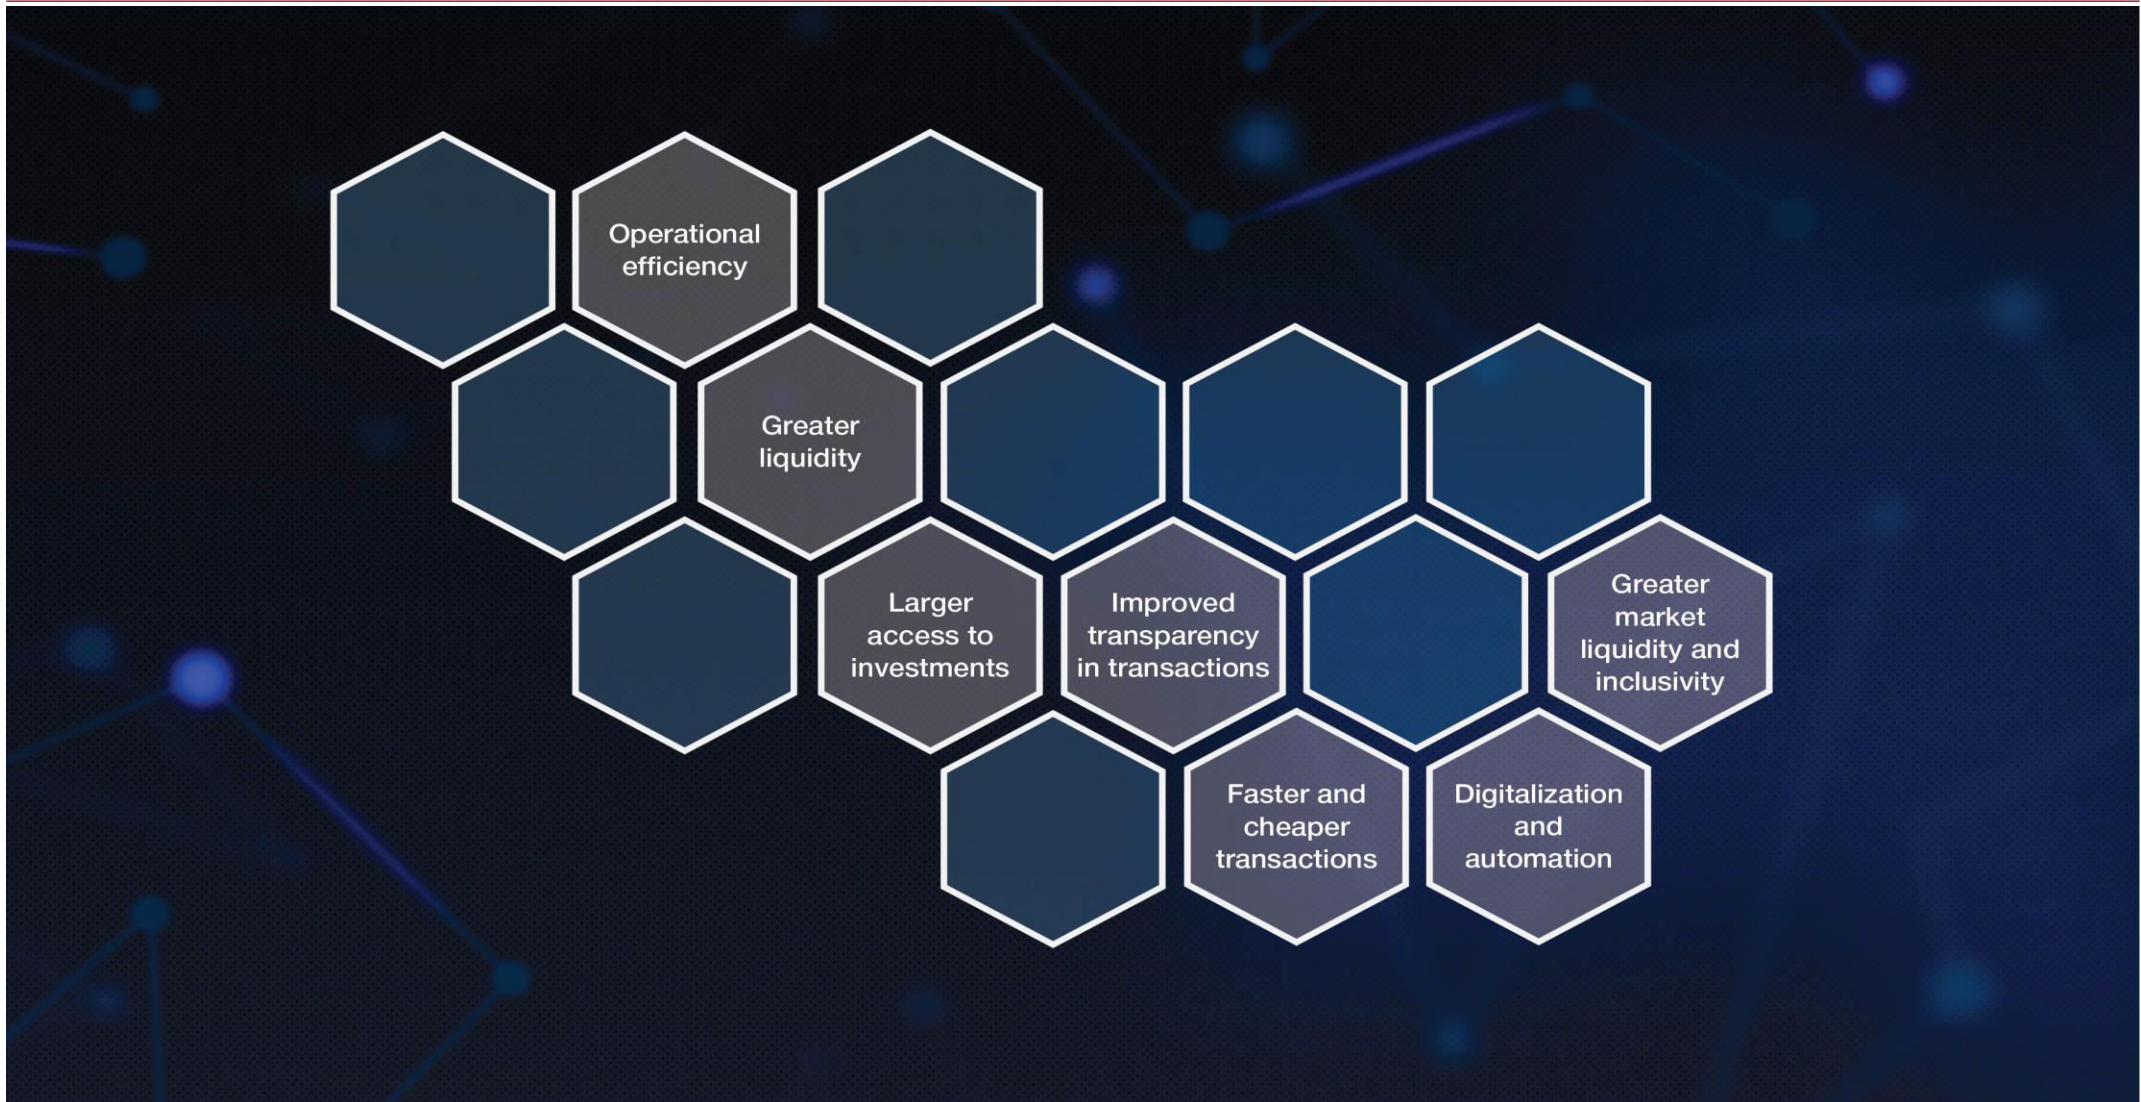 Operational
efficiency
Greater
liquidity
Larger
access to
investments
Improved
transparency
in transactions
Greater
market
liquidity and
inclusivity
Faster and
cheaper
transactions
Digitalization
and
automation